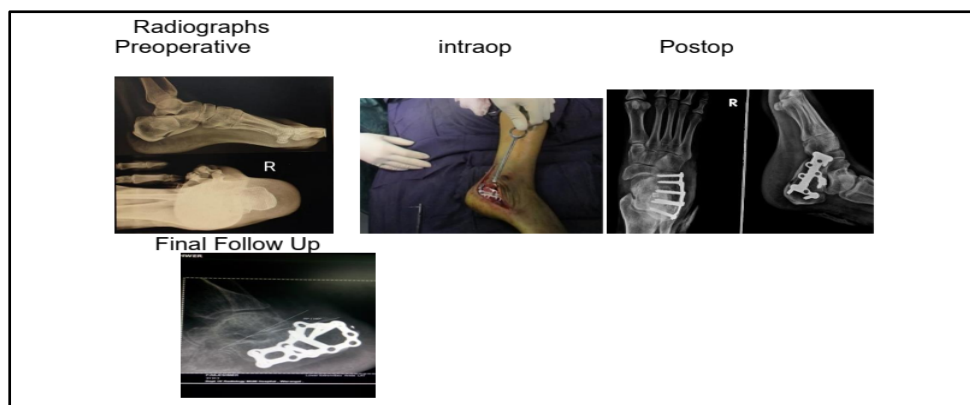 Radiographs
Preoperative
intraop
Postop
R
R
Final Follow Up